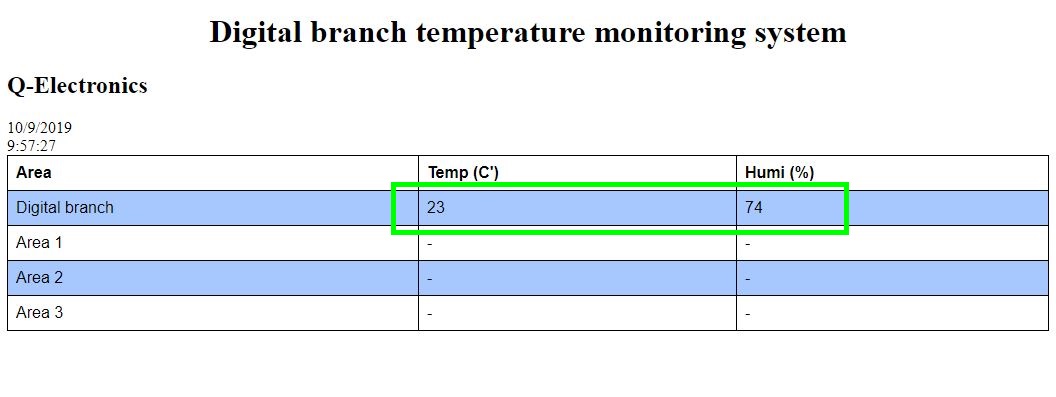 Digital branch temperature monitoring system
Q-Electronics
10/9/2019
9:57:27
Area Temp (C') Humi (%)
Digital branch 23 74
Area 1 - -
Area 2 - -
Area 3 - -